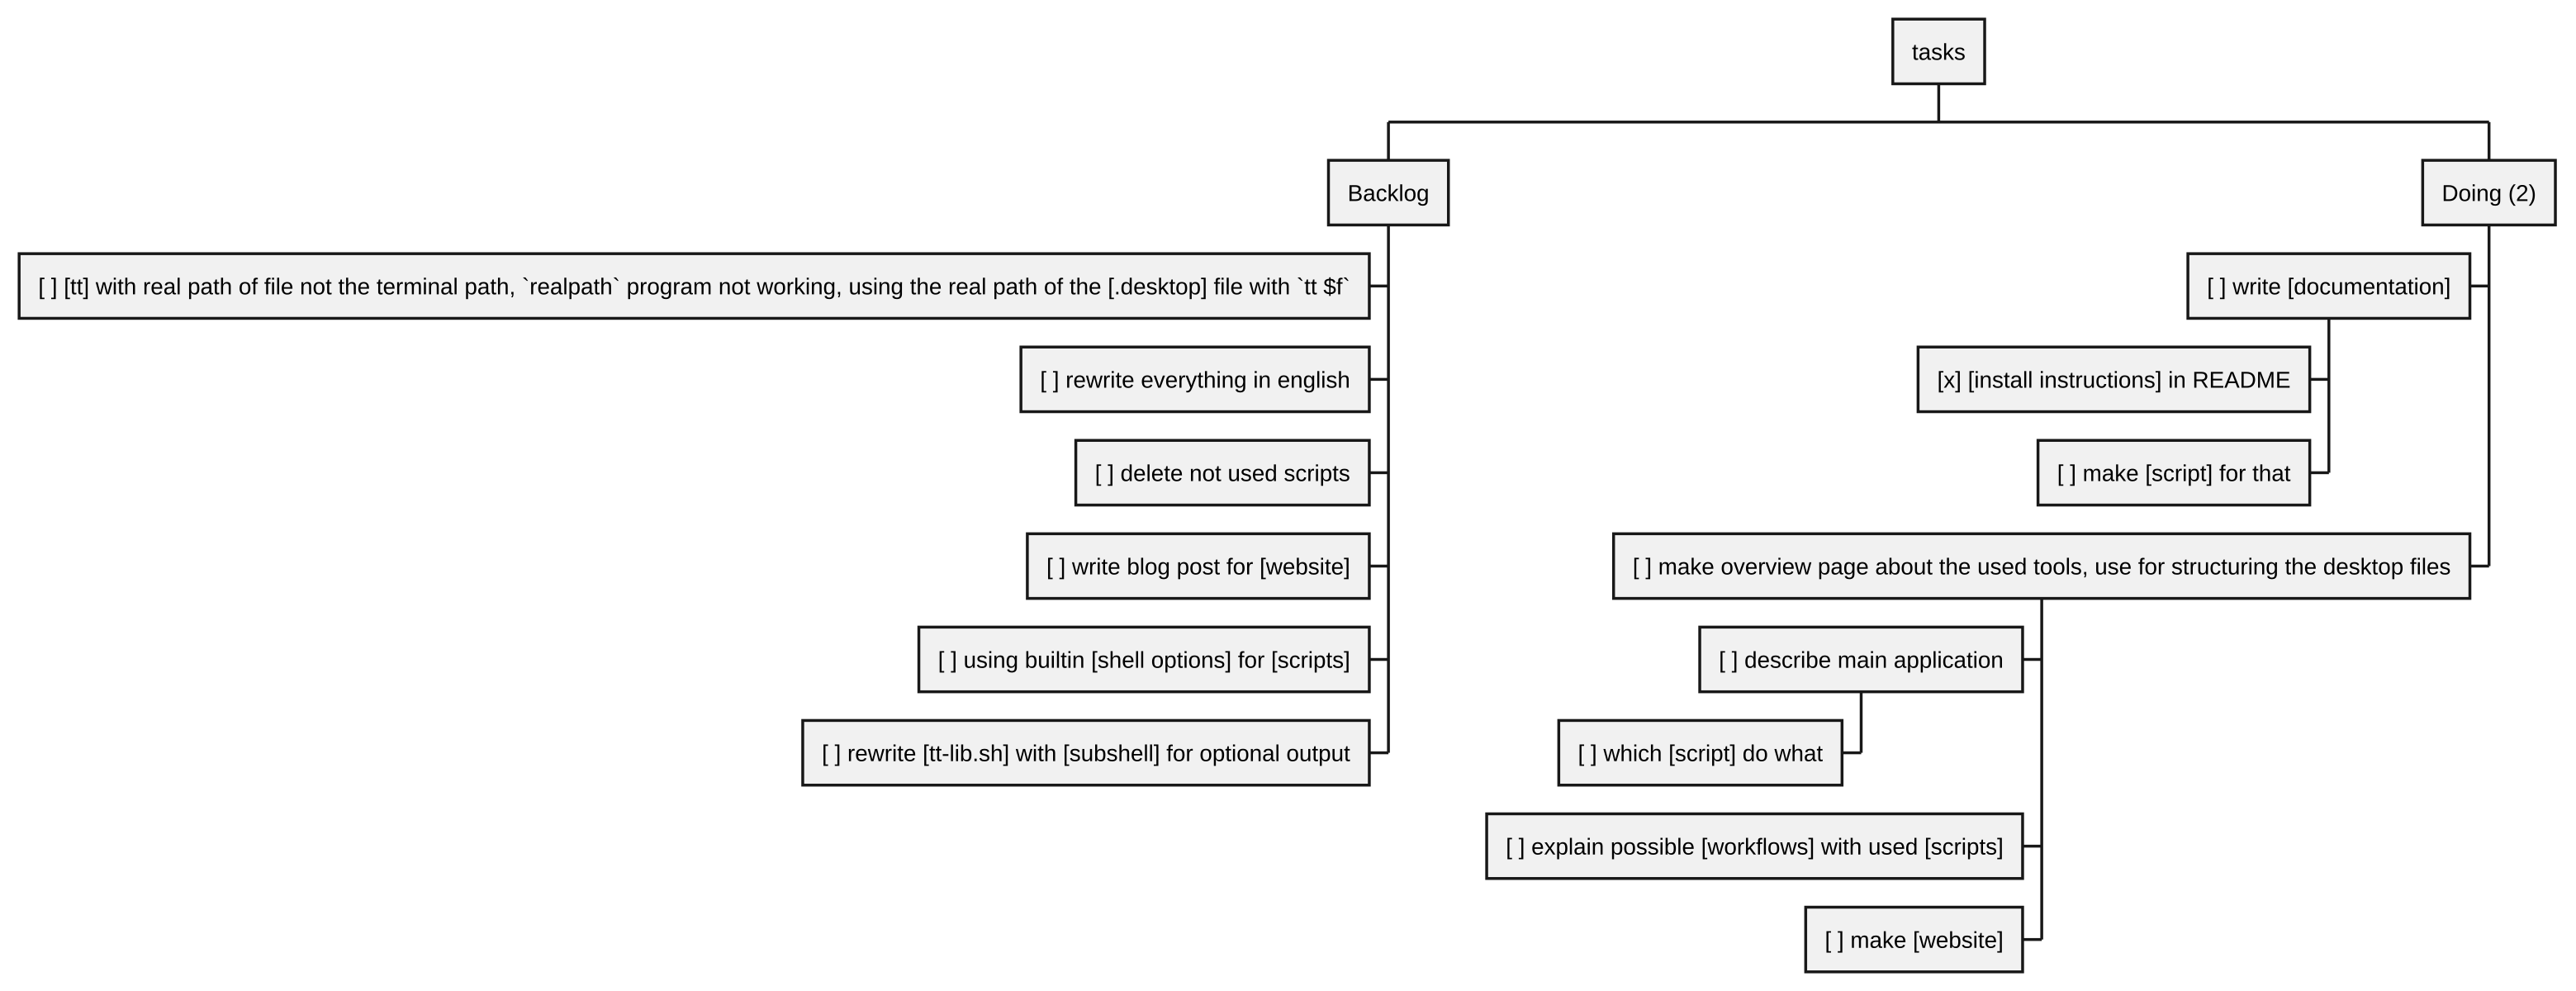 tasks
Backlog
Doing (2)
[ ] [tt] with real path of file not the terminal path, `realpath` program not working, using the real path of the [.desktop] file with `tt $f`
[ ] rewrite everything in english
[ ] delete not used scripts
[ ] write blog post for [website]
[ ] using builtin [shell options] for [scripts]
[ ] rewrite [tt-lib.sh] with [subshell] for optional output
[ ] write [documentation]
[x] [install instructions] in README
[ ] make [script] for that
[ ] make overview page about the used tools, use for structuring the desktop files
[ ] describe main application
[ ] which [script] do what
[ ] explain possible [workflows] with used [scripts]
[ ] make [website]